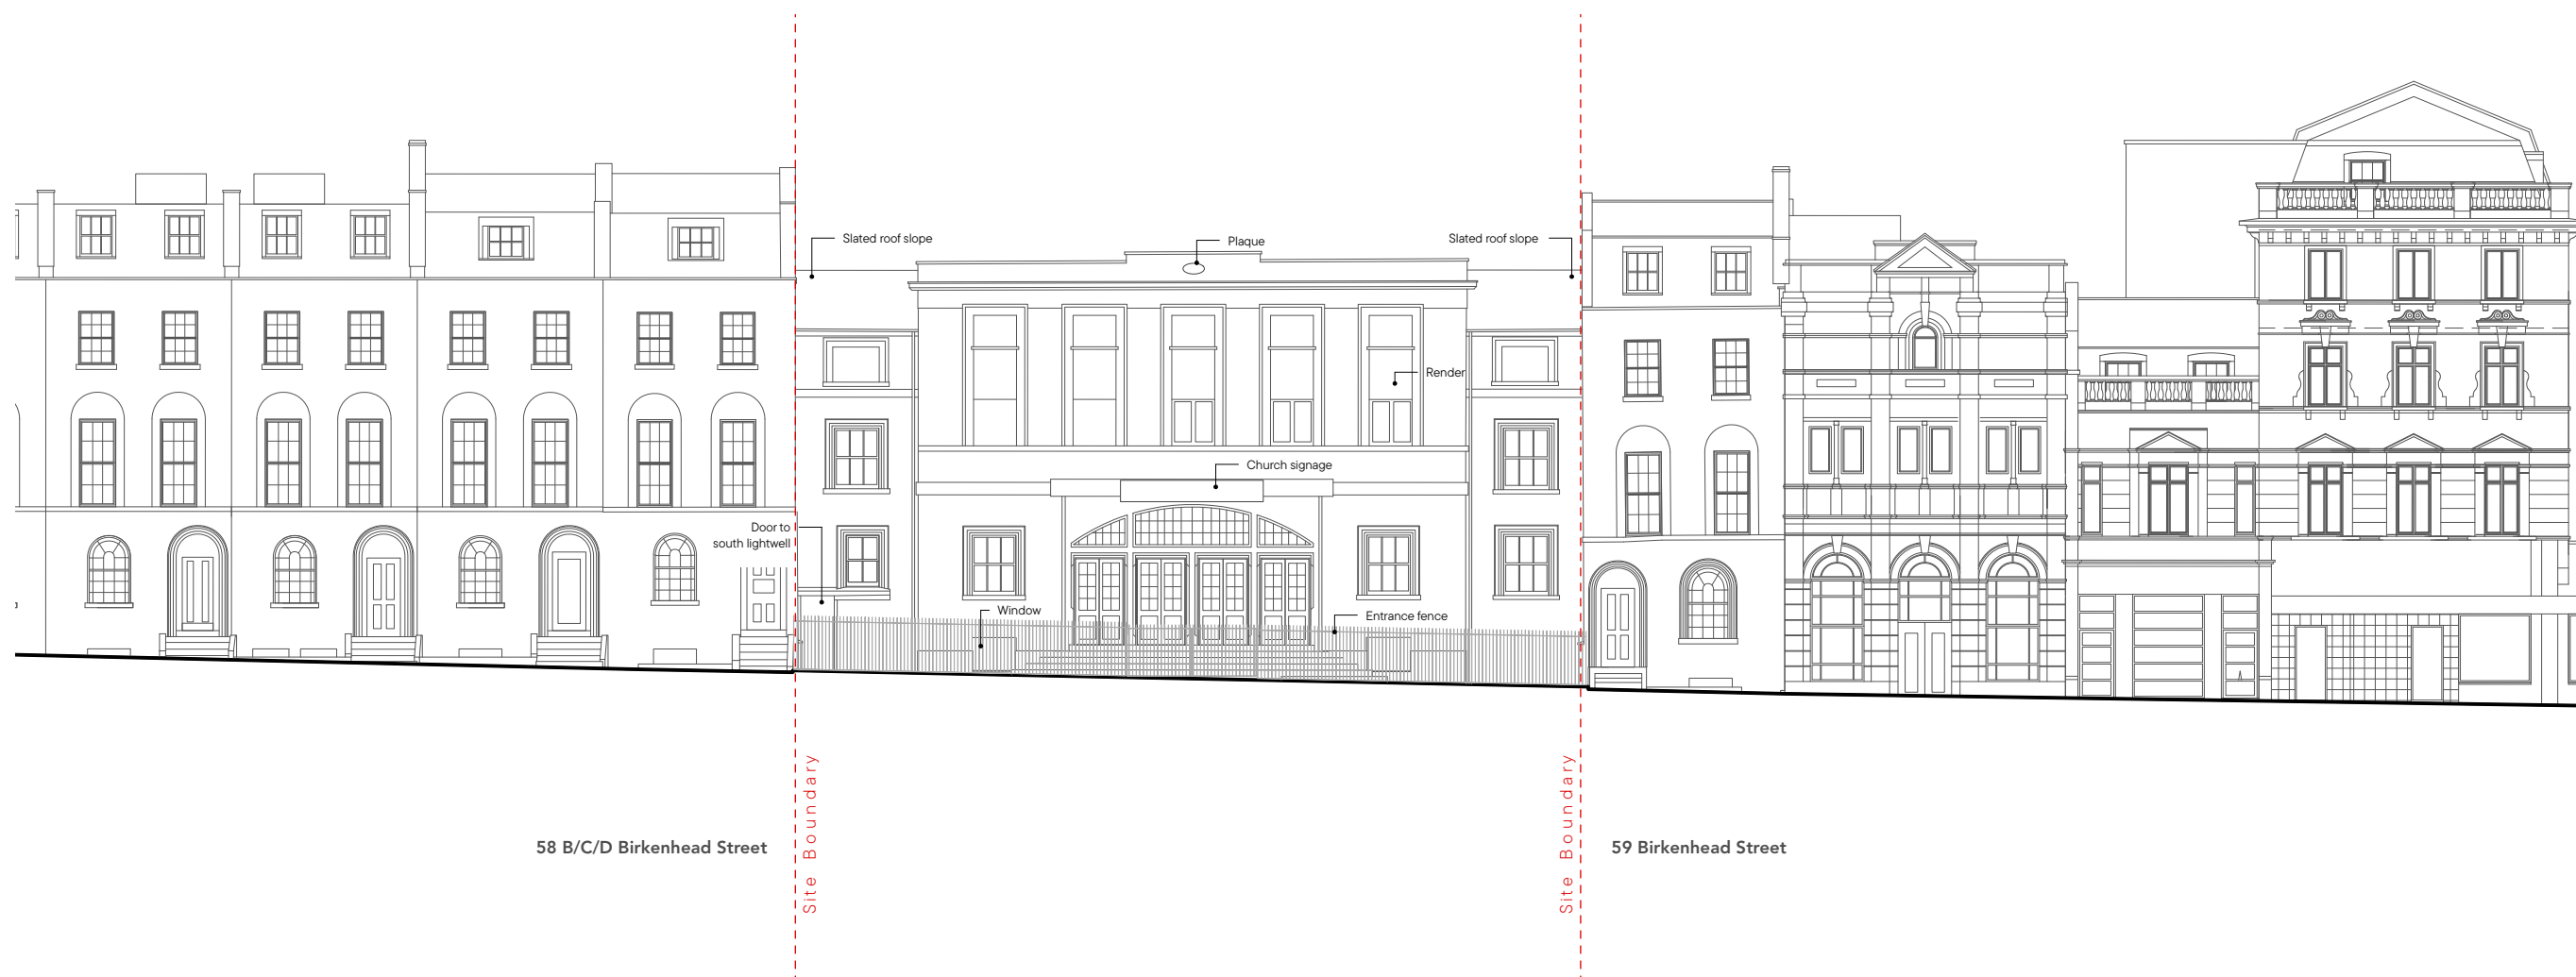 Slated roof slope
Plaque
Slated roof slope
Render
Church signage
Door to
south lightwell
Window
Entrance fence
Site Boundary
Site Boundary
58 B/C/D Birkenhead Street
59 Birkenhead Street